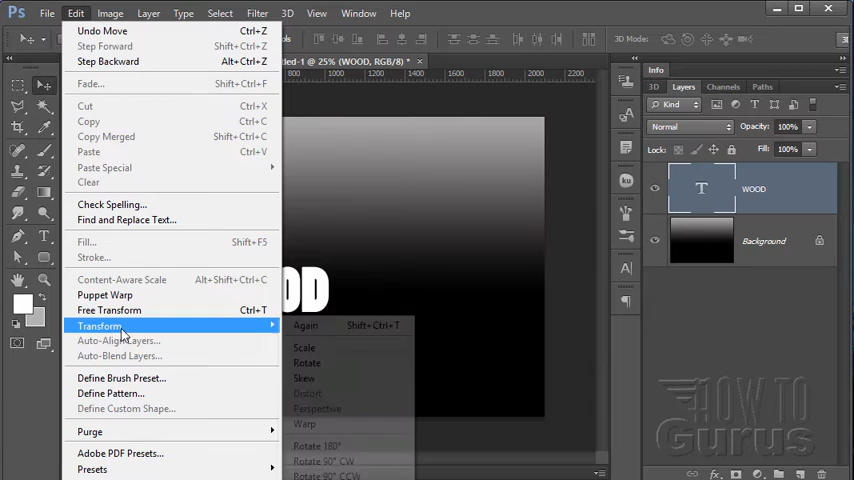 Ps File Edit Image Layer Type Select Filter 3D View Window Help
3D Mode:
Undo Move Ctrl+Z
Step Forward Shift+Ctrl+Z
Step Backward Alt+Ctrl+Z
Fade... Shift+Ctrl+F
Cut Ctrl+X
Copy Ctrl+C
Copy Merged Shift+Ctrl+C
Paste Ctrl+V
Paste Special
Clear
Check Spelling...
Find and Replace Text...
Fill... Shift+F5
Stroke...
Content-Aware Scale Alt+Shift+Ctrl+C
Puppet Warp
Free Transform Ctrl+T
Transform
Auto-Align Layers...
Auto-Blend Layers...
Define Brush Preset...
Define Pattern...
Define Custom Shape...
Purge
Adobe PDF Presets...
Presets
Again Shift+Ctrl+T
Scale
Rotate
Skew
Distort
Perspective
Warp
Rotate 180°
Rotate 90° CW
Rotate 90° CCW
@ 25% (WOOD, RGB/8) *
800 1000 1200 1400 1600 1800 2000 2200
OD
Info
3D Layers Channels Paths
Kind
Normal Opacity: 100%
Lock: Fill: 100%
T WOOD
Background
HOW TO
Gurus